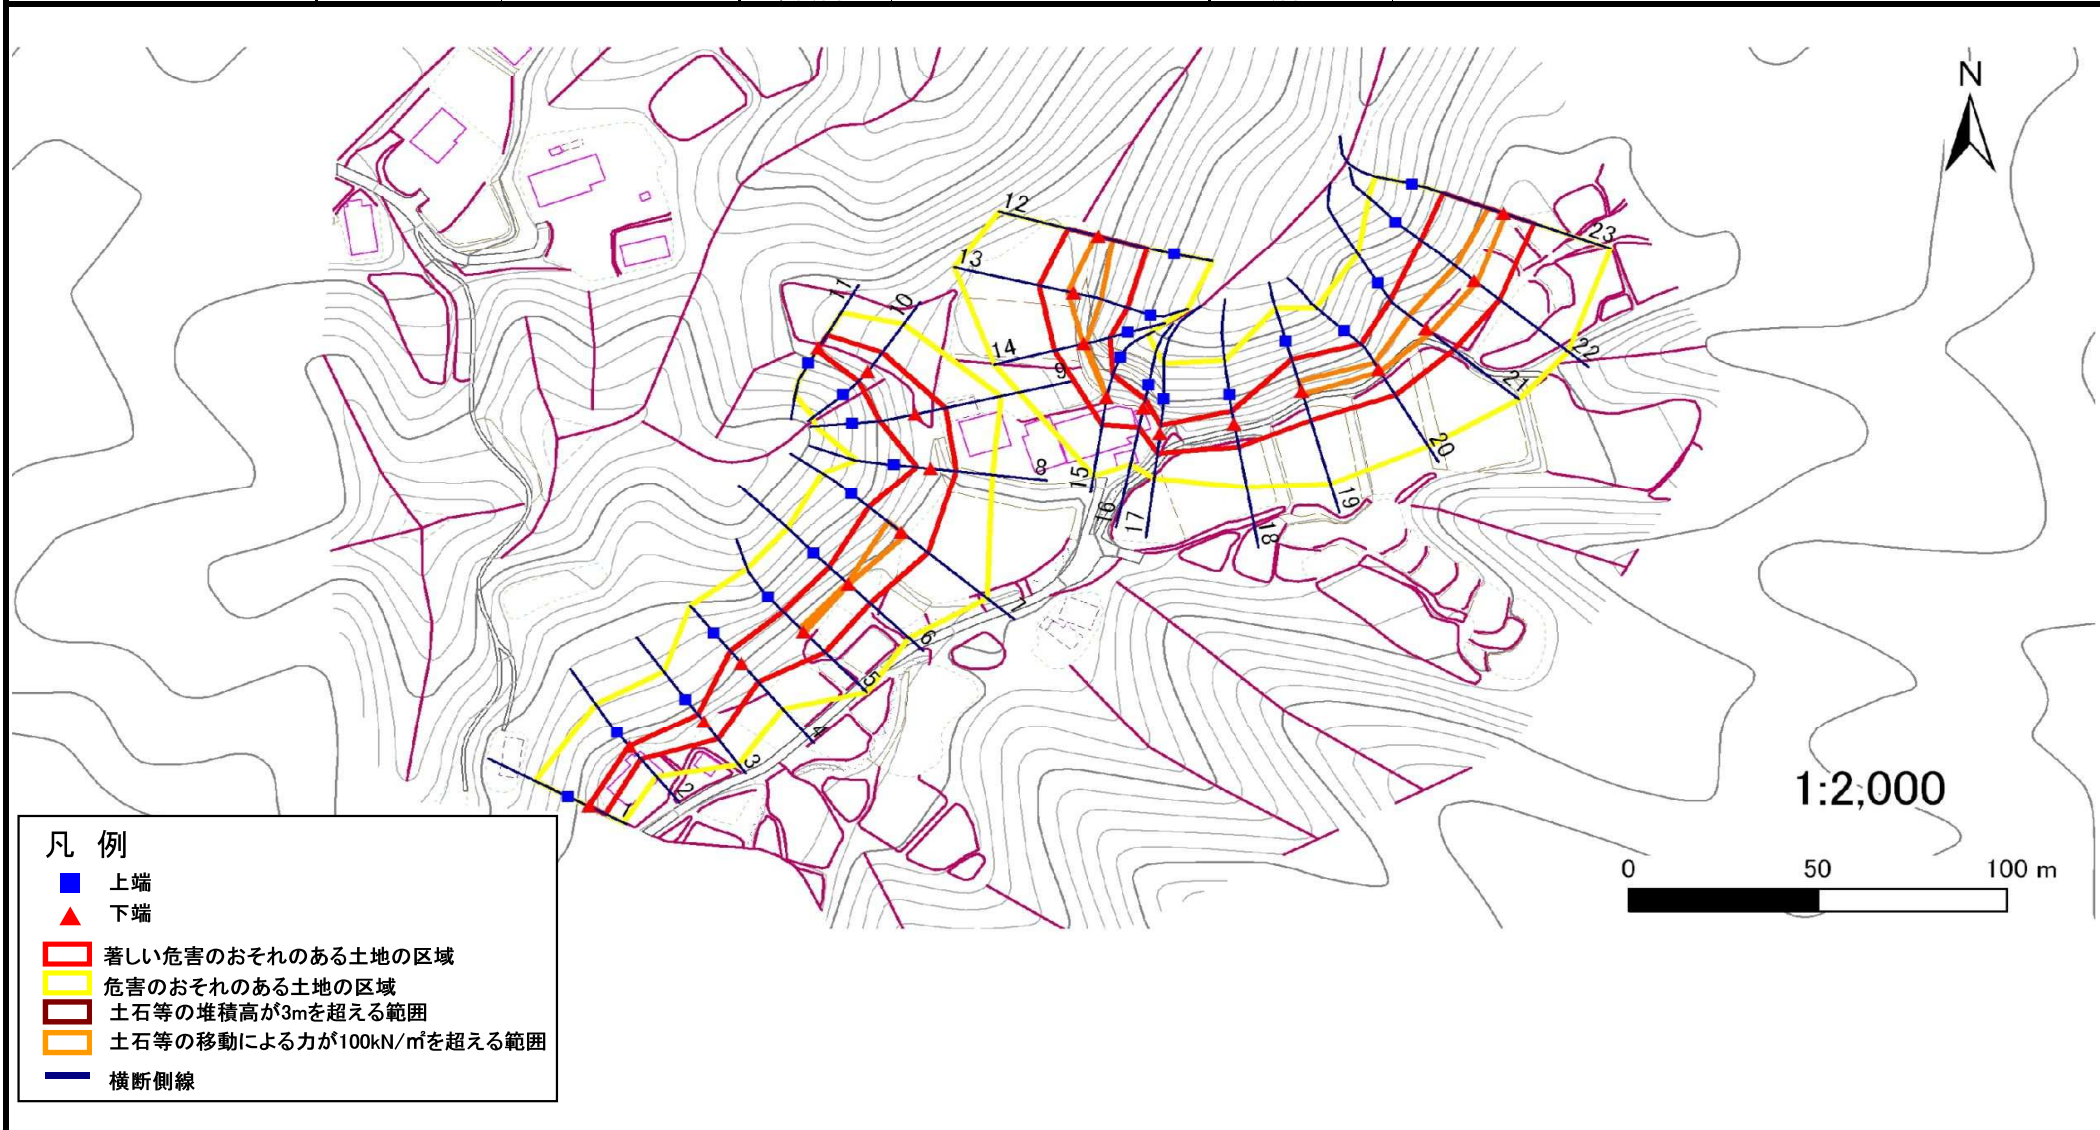 N
12
13
23
11
10
14
22
9
21
20
8
15
19
16
17
18
7
6
5
4
3
2
1
1:2,000
0 50 100 m
凡 例
上端
下端
著しい危害のおそれのある土地の区域
危害のおそれのある土地の区域
土石等の堆積高が3mを超える範囲
土石等の移動による力が100kN/㎡を超える範囲
横断側線